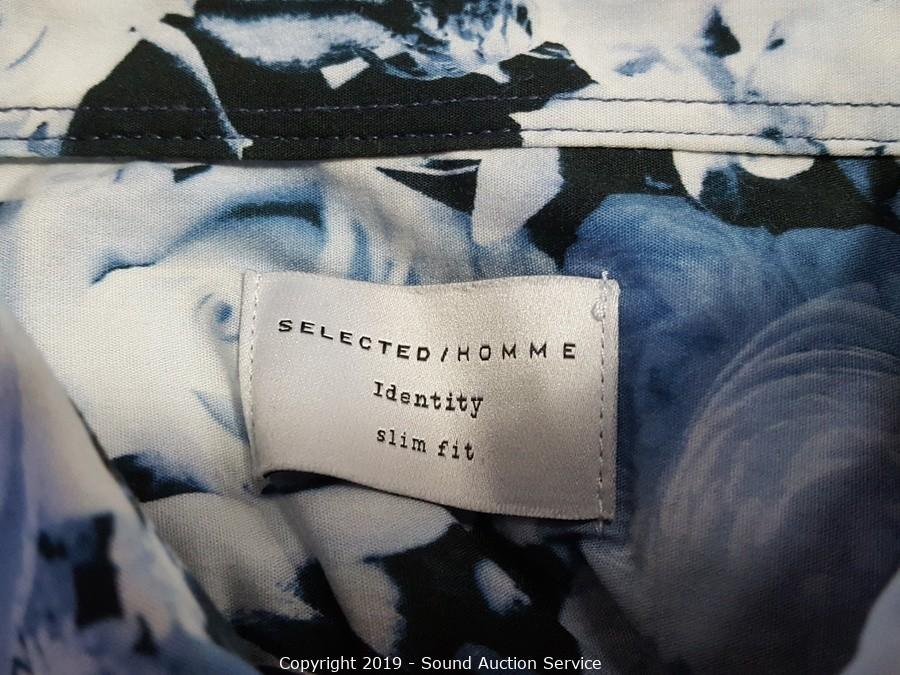 SELECTED/HOMME
Identity
slim fit
Copyright 2019 - Sound Auction Service